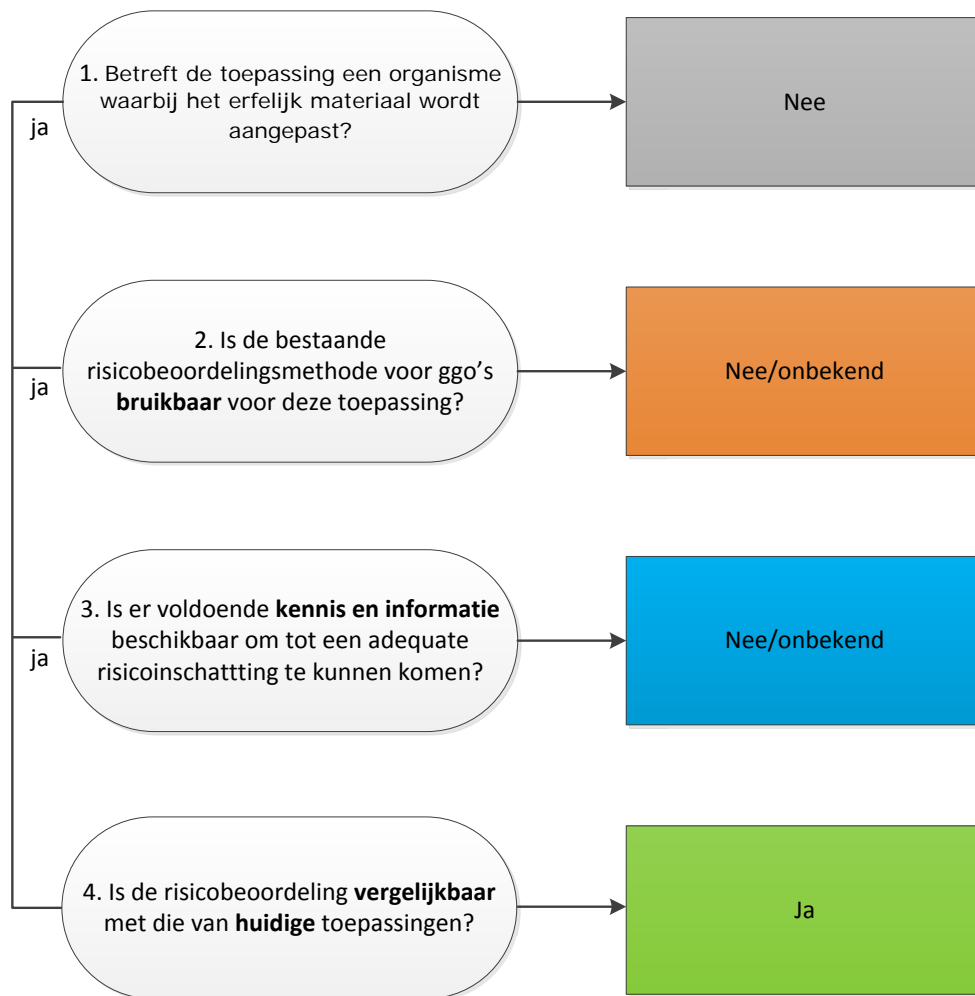 1. Betreft de toepassing een organisme
waarbij het erfelijk materiaal wordt
aangepast?
Nee
ja
2. Is de bestaande
risicobeoordelingsmethode voor ggo’s
bruikbaar voor deze toepassing?
Nee/onbekend
ja
3. Is er voldoende kennis en informatie
beschikbaar om tot een adequate
risicoinschattting te kunnen komen?
Nee/onbekend
ja
4. Is de risicobeoordeling vergelijkbaar
met die van huidige toepassingen?
Ja